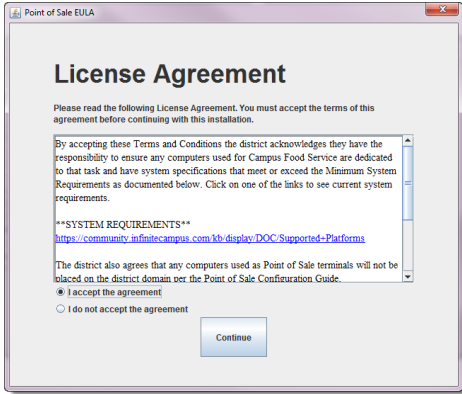 Point of Sale EULA
License Agreement
Please read the following License Agreement. You must accept the terms of this
agreement before continuing with this installation.
By accepting these Terms and Conditions the district acknowledges they have the
responsibility to ensure any computers used for Campus Food Service are dedicated
to that task and have system specifications that meet or exceed the Minimum System
Requirements as documented below. Click on one of the links to see current system
requirements.
**SYSTEM REQUIREMENTS**
https://community.infinitecampus.com/kb/display/DOC/Supported+Platforms
The district also agrees that any computers used as Point of Sale terminals will not be
placed on the district domain per the Point of Sale Configuration Guide.
I accept the agreement
I do not accept the agreement
Continue